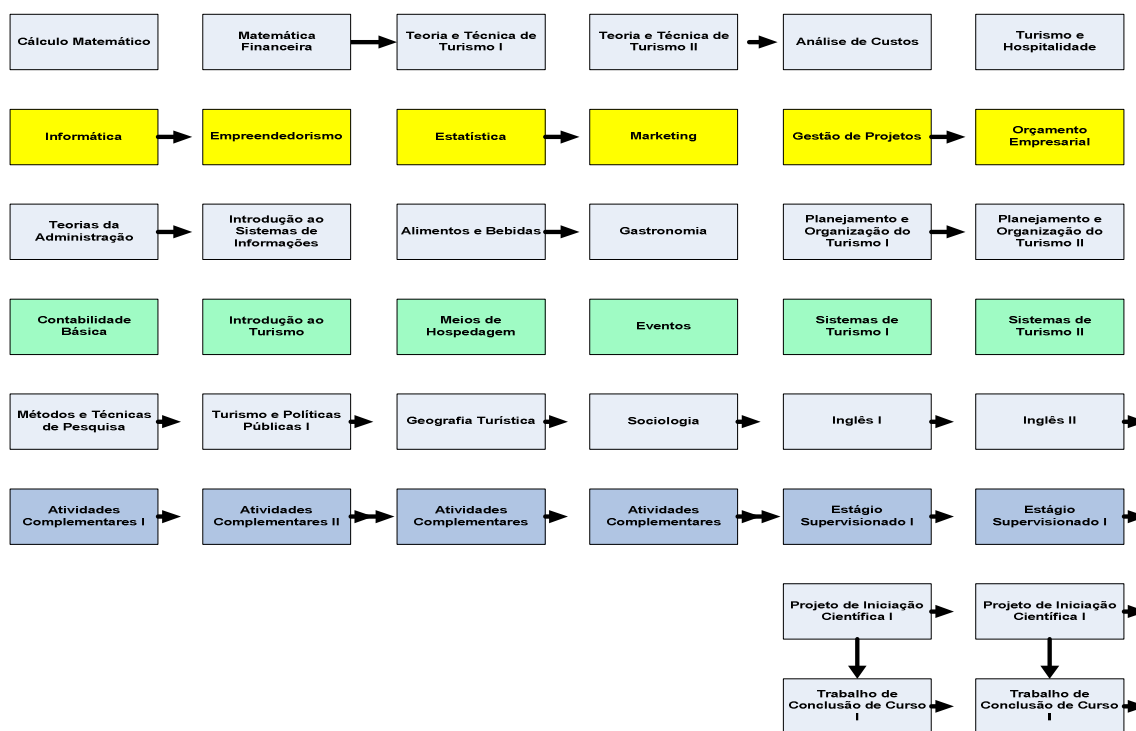 Cálculo Matemático
Matemática
Financeira
Teoria e Técnica de
Turismo I
Teoria e Técnica de
Turismo II
Análise de Custos
Turismo e
Hospitalidade
Informática
Empreendedorismo
Estatística
Marketing
Gestão de Projetos
Orçamento
Empresarial
Teorias da
Administração
Introdução ao
Sistemas de
Informações
Alimentos e Bebidas
Gastronomia
Planejamento e
Organização do
Turismo I
Planejamento e
Organização do
Turismo II
Contabilidade
Básica
Introdução ao
Turismo
Meios de
Hospedagem
Eventos
Sistemas de
Turismo I
Sistemas de
Turismo II
Métodos e Técnicas
de Pesquisa
Turismo e Políticas
Públicas I
Geografia Turística
Sociologia
Inglês I
Inglês II
Atividades
Complementares I
Atividades
Complementares II
Atividades
Complementares
Atividades
Complementares
Estágio
Supervisionado I
Estágio
Supervisionado I
Projeto de Iniciação
Científica I
Projeto de Iniciação
Científica I
Trabalho de
Conclusão de Curso
I
Trabalho de
Conclusão de Curso
I